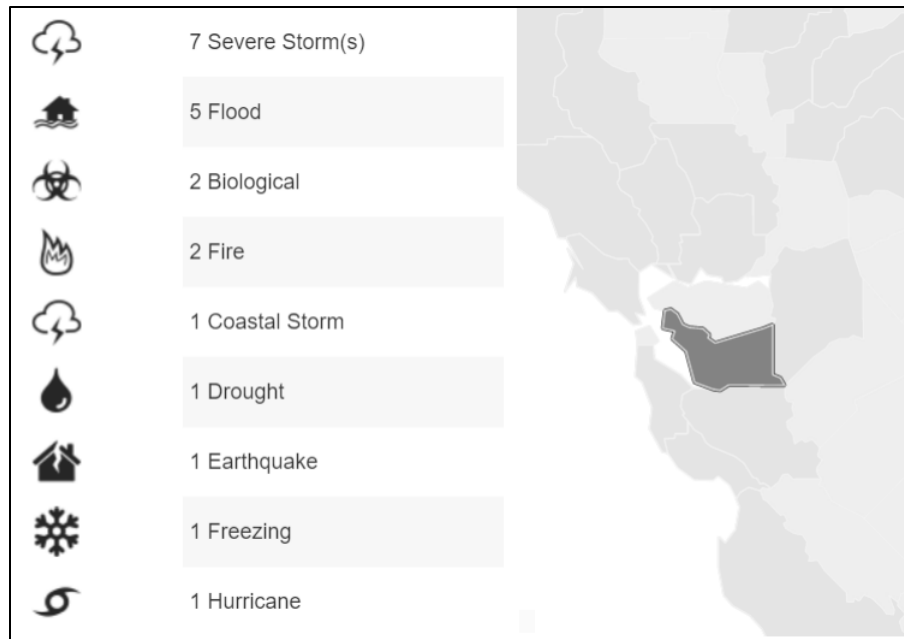 7 Severe Storm(s)
5 Flood
2 Biological
2 Fire
1 Coastal Storm
1 Drought
1 Earthquake
1 Freezing
1 Hurricane